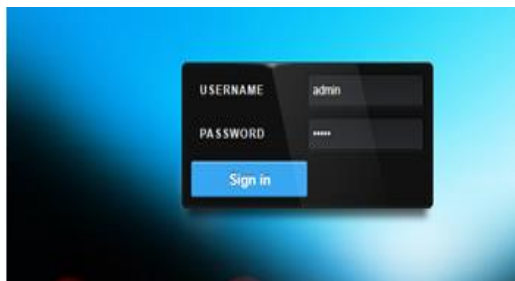 USERNAME admin
PASSWORD •••••
Sign in